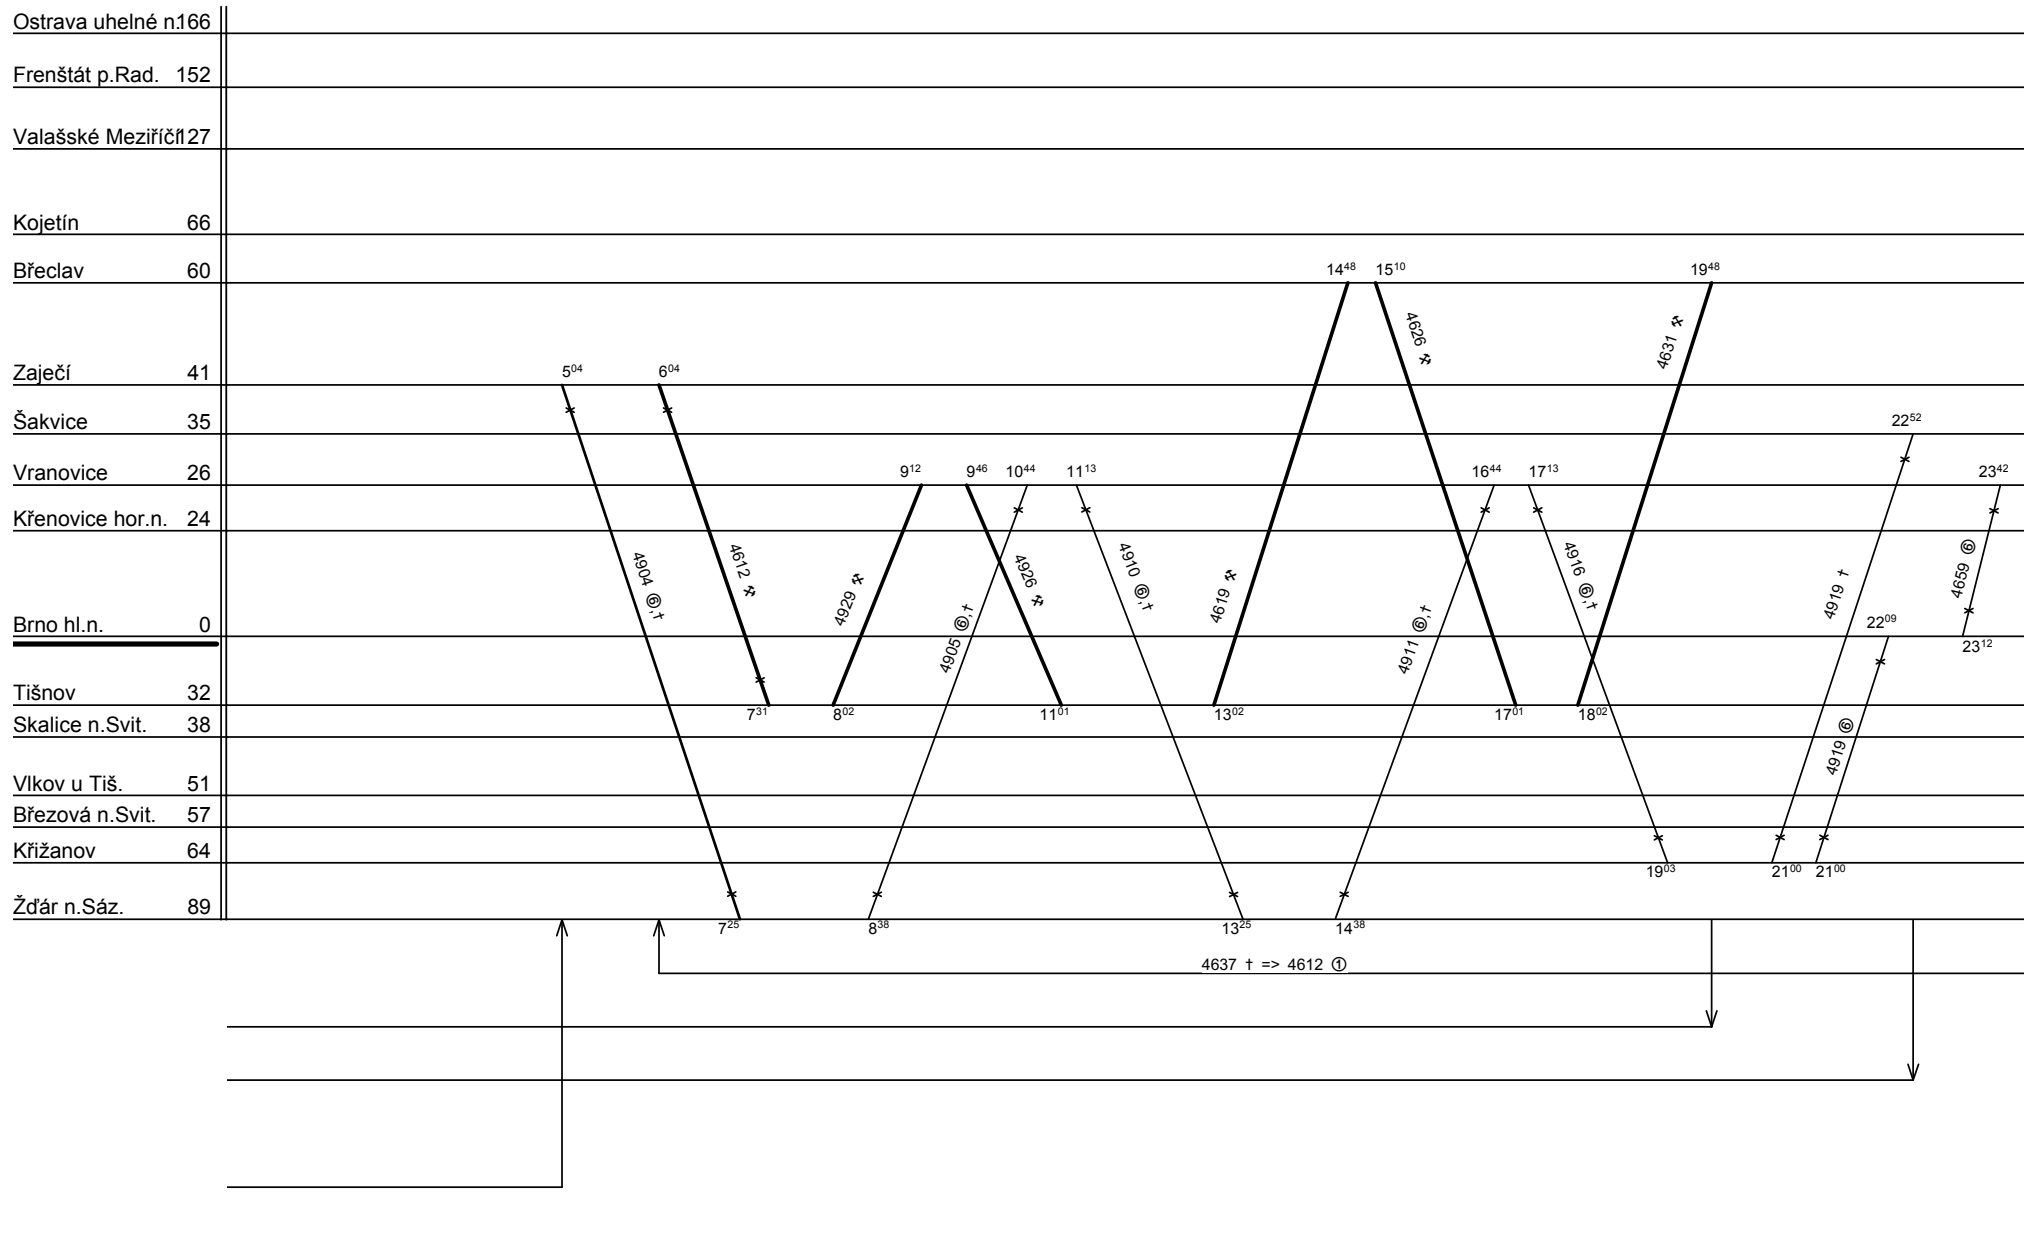 Ostrava uhelné n.166
Frenštát p.Rad. 152
Valašské Meziříčí127
Kojetín 66
Břeclav 60
14⁴⁸ 15¹⁰ 19⁴⁸
4626 ⚒
4631 ⚒
Zaječí 41
5⁰⁴ 6⁰⁴
Šakvice 35
22⁵²
Vranovice 26
9¹² 9⁴⁶ 10⁴⁴ 11¹³ 16⁴⁴ 17¹³ 23⁴²
Křenovice hor.n. 24
4904 ⑥,†
4612 ⚒
4929 ⚒
4905 ⑥,†
4926 ⚒
4910 ⑥,†
4619 ⚒
4911 ⑥,†
4916 ⑥,†
4919 †
4659 ⑥
Brno hl.n. 0
22⁰⁹
23¹²
Tišnov 32
7³¹ 8⁰² 11⁰¹ 13⁰² 17⁰¹ 18⁰²
Skalice n.Svit. 38
4919 ⑥
Vlkov u Tiš. 51
Březová n.Svit. 57
Křižanov 64
19⁰³ 21⁰⁰ 21⁰⁰
Žďár n.Sáz. 89
7²⁵ 8³⁸ 13²⁵ 14³⁸
4637 † => 4612 ①